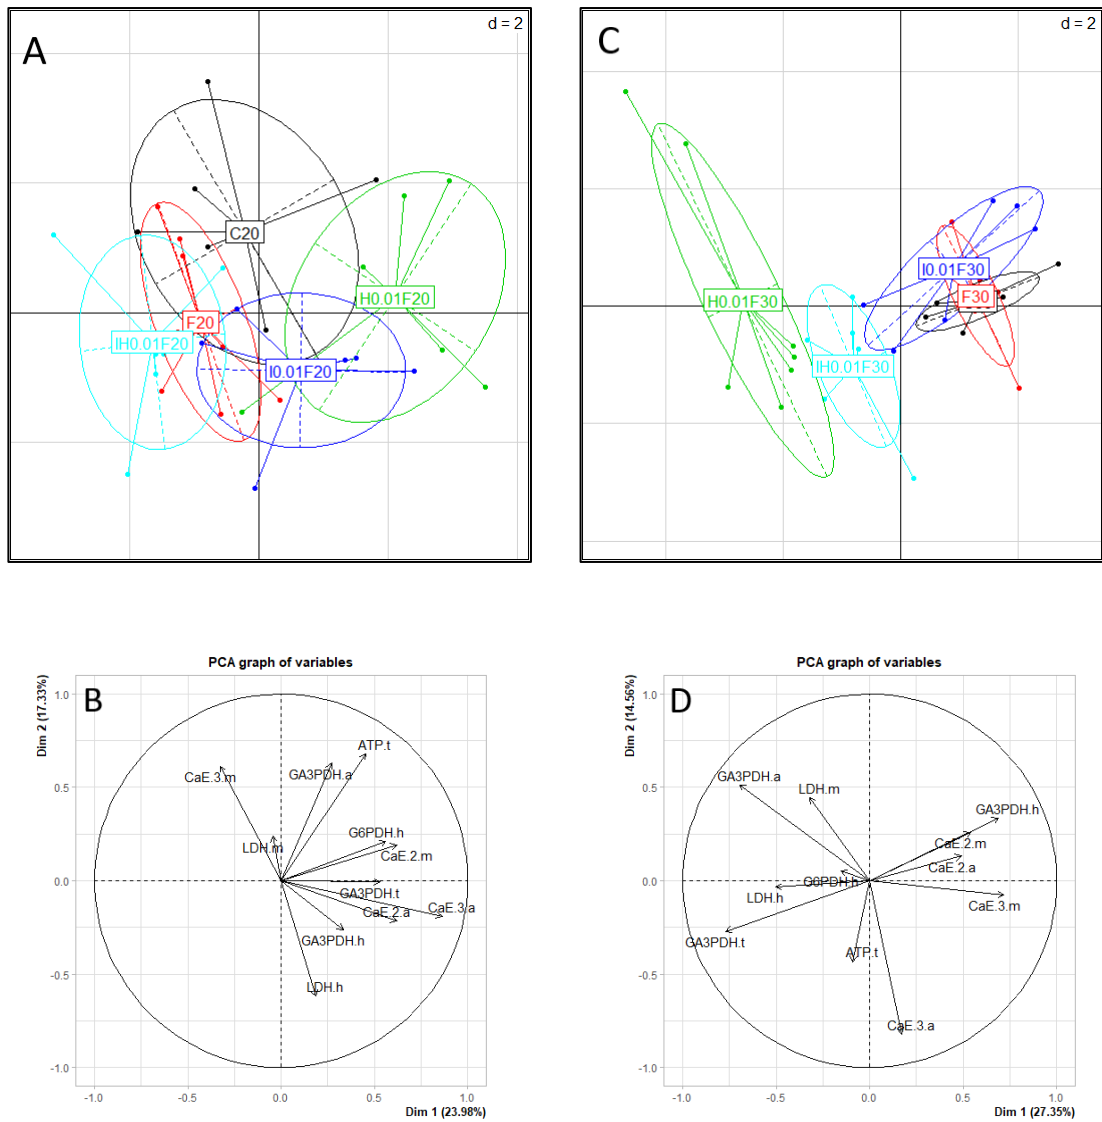 A
d = 2
C20
H0.01F20
F20
IH0.01F20
I0.01F20
C
d = 2
I0.01F30
H0.01F30
F30
IH0.01F30
PCA graph of variables
B
Dim 2 (17.33%)
1.0
0.5
0.0
-0.5
-1.0
ATP.t
GA3PDH.a
CaE.3.m
G6PDH.h
LDH.m
CaE.2.m
GA3PDH.t
CaE.3.a
CaE.2.a
GA3PDH.h
LDH.h
-1.0 -0.5 0.0 0.5 1.0
Dim 1 (23.98%)
PCA graph of variables
D
Dim 2 (14.56%)
1.0
0.5
0.0
-0.5
-1.0
GA3PDH.a
LDH.m
GA3PDH.h
CaE.2.m
CaE.2.a
G6PDH.h
LDH.h
CaE.3.m
GA3PDH.t
ATP.t
CaE.3.a
-1.0 -0.5 0.0 0.5 1.0
Dim 1 (27.35%)